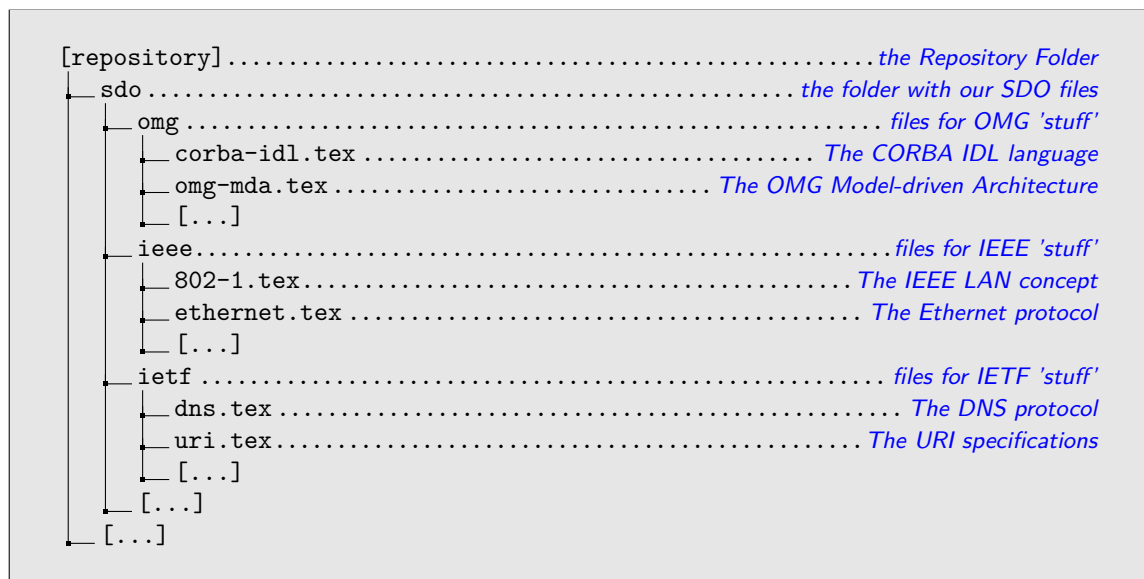 [repository]......................................................the Repository Folder
sdo......................................................the folder with our SDO files
omg..........................................................files for OMG 'stuff'
corba-idl.tex......................................The CORBA IDL language
omg-mda.tex................................The OMG Model-driven Architecture
[...]
ieee..........................................................files for IEEE 'stuff'
802-1.tex..............................................The IEEE LAN concept
ethernet.tex...........................................The Ethernet protocol
[...]
ietf.........................................................files for IETF 'stuff'
dns.tex....................................................The DNS protocol
uri.tex.................................................The URI specifications
[...]
[...]
[...]